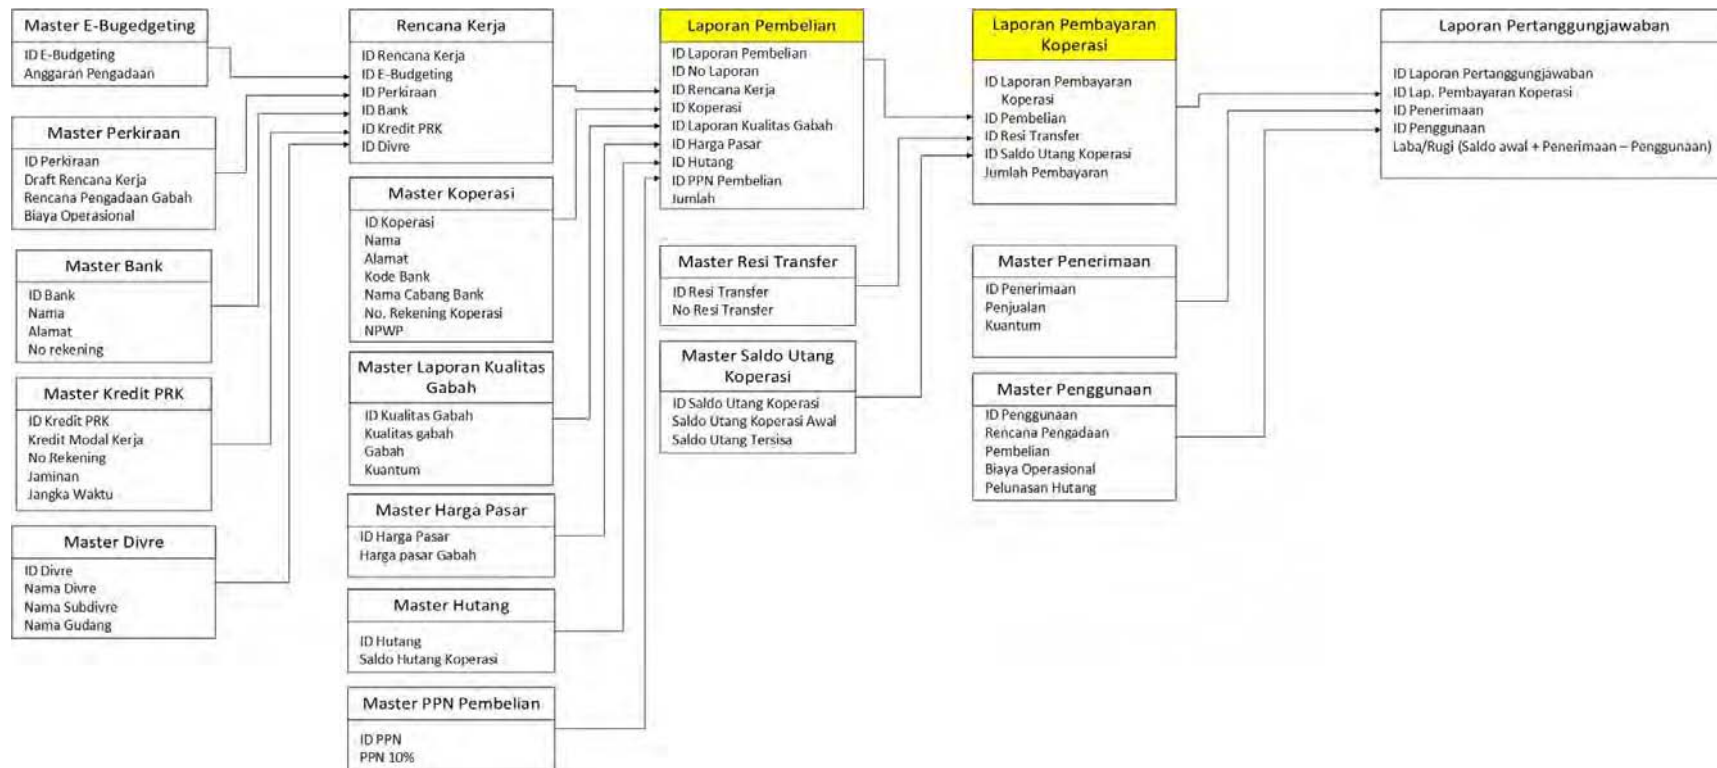 Master E-Bugedgeting
ID E-Budgeting
Anggaran Pengadaan
Master Perkiraan
ID Perkiraan
Draft Rencana Kerja
Rencana Pengadaan Gabah
Biaya Operasional
Master Bank
ID Bank
Nama
Alamat
No rekening
Master Kredit PRK
ID Kredit PRK
Kredit Modal Kerja
No Rekening
Jaminan
Jangka Waktu
Master Divre
ID Divre
Nama Divre
Nama Subdivre
Nama Gudang
Rencana Kerja
ID Rencana Kerja
ID E-Budgeting
ID Perkiraan
ID Bank
ID Kredit PRK
ID Divre
Master Koperasi
ID Koperasi
Nama
Alamat
Kode Bank
Nama Cabang Bank
No. Rekening Koperasi
NPWP
Master Laporan Kualitas
Gabah
ID Kualitas Gabah
Kualitas gabah
Gabah
Kuantum
Master Harga Pasar
ID Harga Pasar
Harga pasar Gabah
Master Hutang
ID Hutang
Saldo Hutang Koperasi
Master PPN Pembelian
ID PPN
PPN 10%
Laporan Pembelian
ID Laporan Pembelian
ID No Laporan
ID Rencana Kerja
ID Koperasi
ID Laporan Kualitas Gabah
ID Harga Pasar
ID Hutang
ID PPN Pembelian
Jumlah
Master Resi Transfer
ID Resi Transfer
No Resi Transfer
Master Saldo Utang
Koperasi
ID Saldo Utang Koperasi
Saldo Utang Koperasi Awal
Saldo Utang Tersisa
Laporan Pembayaran
Koperasi
ID Laporan Pembayaran
Koperasi
ID Pembelian
ID Resi Transfer
ID Saldo Utang Koperasi
Jumlah Pembayaran
Master Penerimaan
ID Penerimaan
Penjualan
Kuantum
Master Penggunaan
ID Penggunaan
Rencana Pengadaan
Pembelian
Biaya Operasional
Pelunasan Hutang
Laporan Pertanggungjawaban
ID Laporan Pertanggungjawaban
ID Lap. Pembayaran Koperasi
ID Penerimaan
ID Penggunaan
Laba/Rugi (Saldo awal + Penerimaan – Penggunaan)